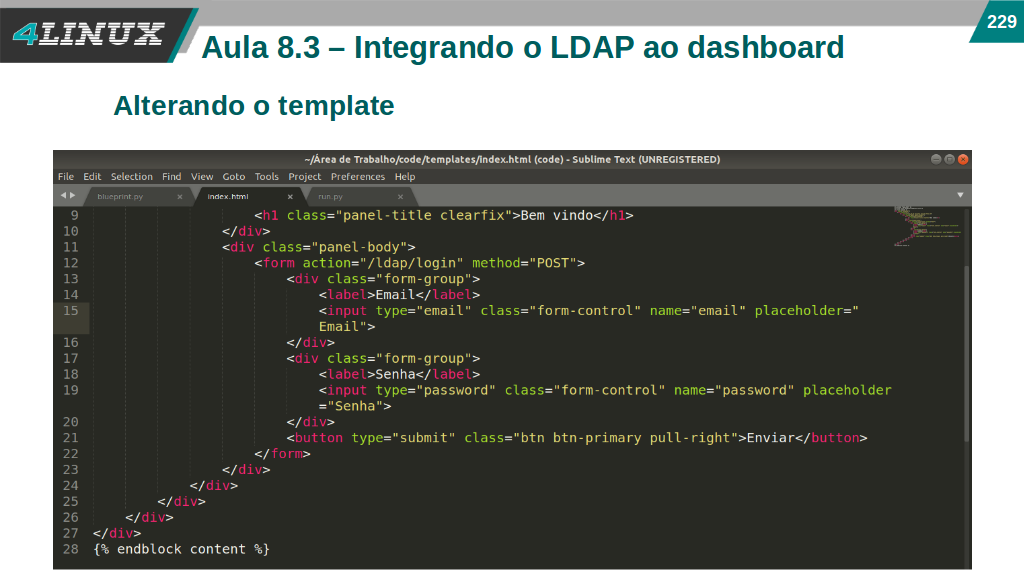 4LINUX
229
Aula 8.3 – Integrando o LDAP ao dashboard
Alterando o template
~/Área de Trabalho/code/templates/index.html (code) - Sublime Text (UNREGISTERED)
File Edit Selection Find View Goto Tools Project Preferences Help
blueprint.py × index.html × run.py ×
9 <h1 class="panel-title clearfix">Bem vindo</h1>
10 </div>
11 <div class="panel-body">
12 <form action="/ldap/login" method="POST">
13 <div class="form-group">
14 <label>Email</label>
15 <input type="email" class="form-control" name="email" placeholder="
Email">
16 </div>
17 <div class="form-group">
18 <label>Senha</label>
19 <input type="password" class="form-control" name="password" placeholder
="Senha">
20 </div>
21 <button type="submit" class="btn btn-primary pull-right">Enviar</button>
22 </form>
23 </div>
24 </div>
25 </div>
26 </div>
27 </div>
28 {% endblock content %}